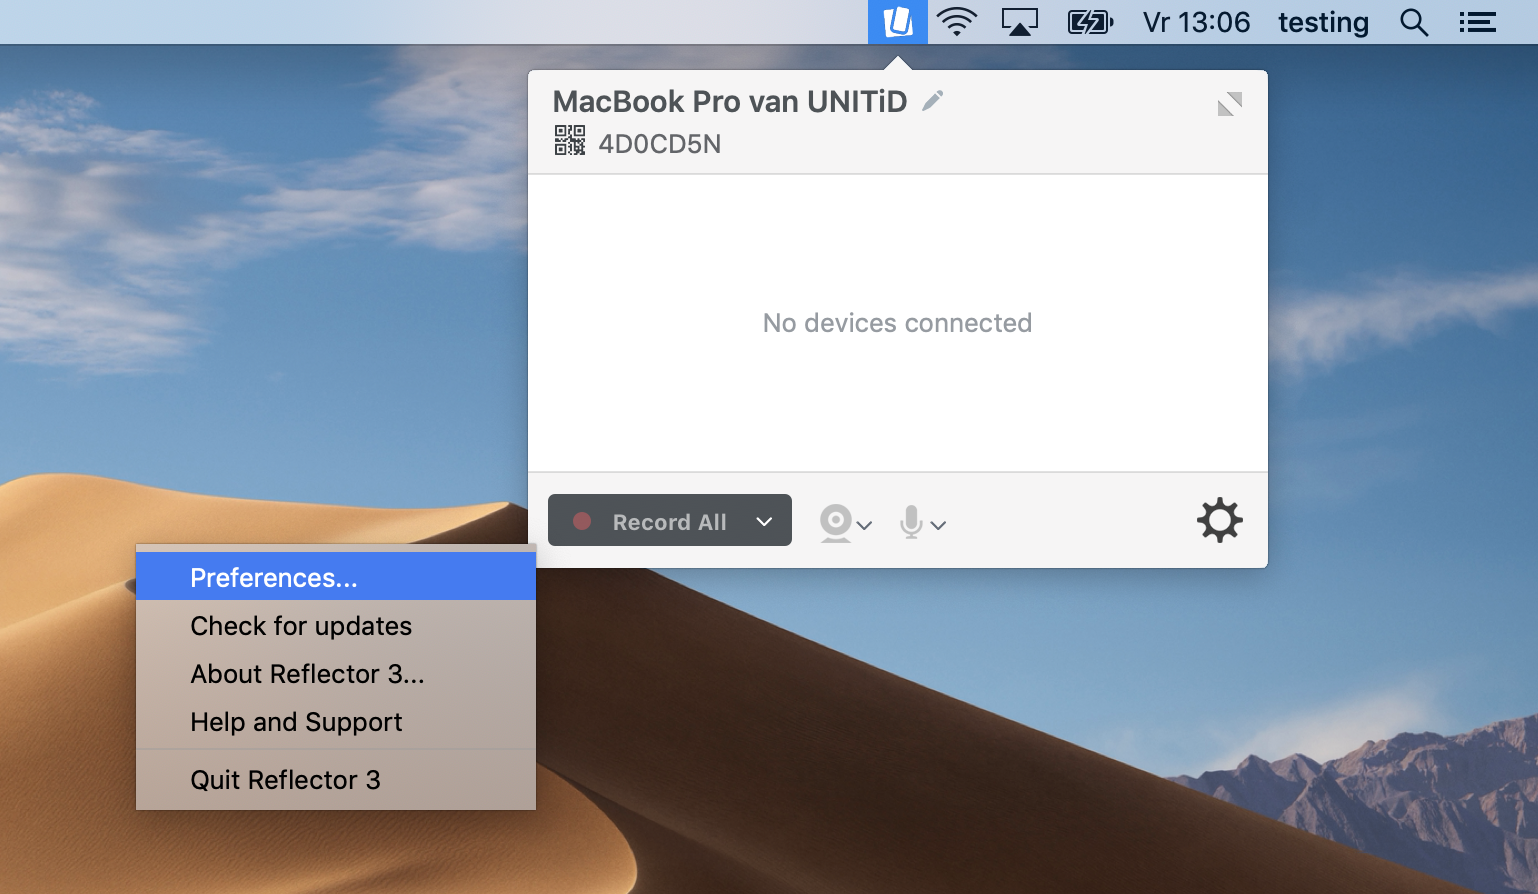 Vr 13:06 testing
MacBook Pro van UNITiD
4D0CD5N
No devices connected
Record All
Preferences...
Check for updates
About Reflector 3...
Help and Support
Quit Reflector 3